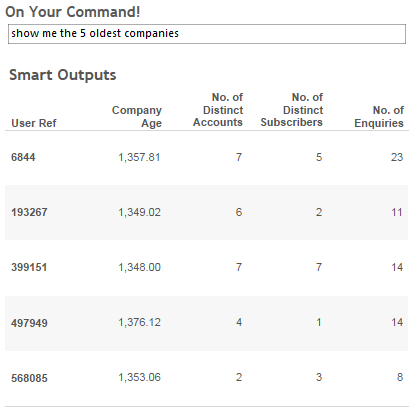 On Your Command!
show me the 5 oldest companies
Smart Outputs
User Ref Company Age No. of Distinct Accounts No. of Distinct Subscribers No. of Enquiries
6844 1,357.81 7 5 23
193267 1,349.02 6 2 11
399151 1,348.00 7 7 14
497949 1,376.12 4 1 14
568085 1,353.06 2 3 8